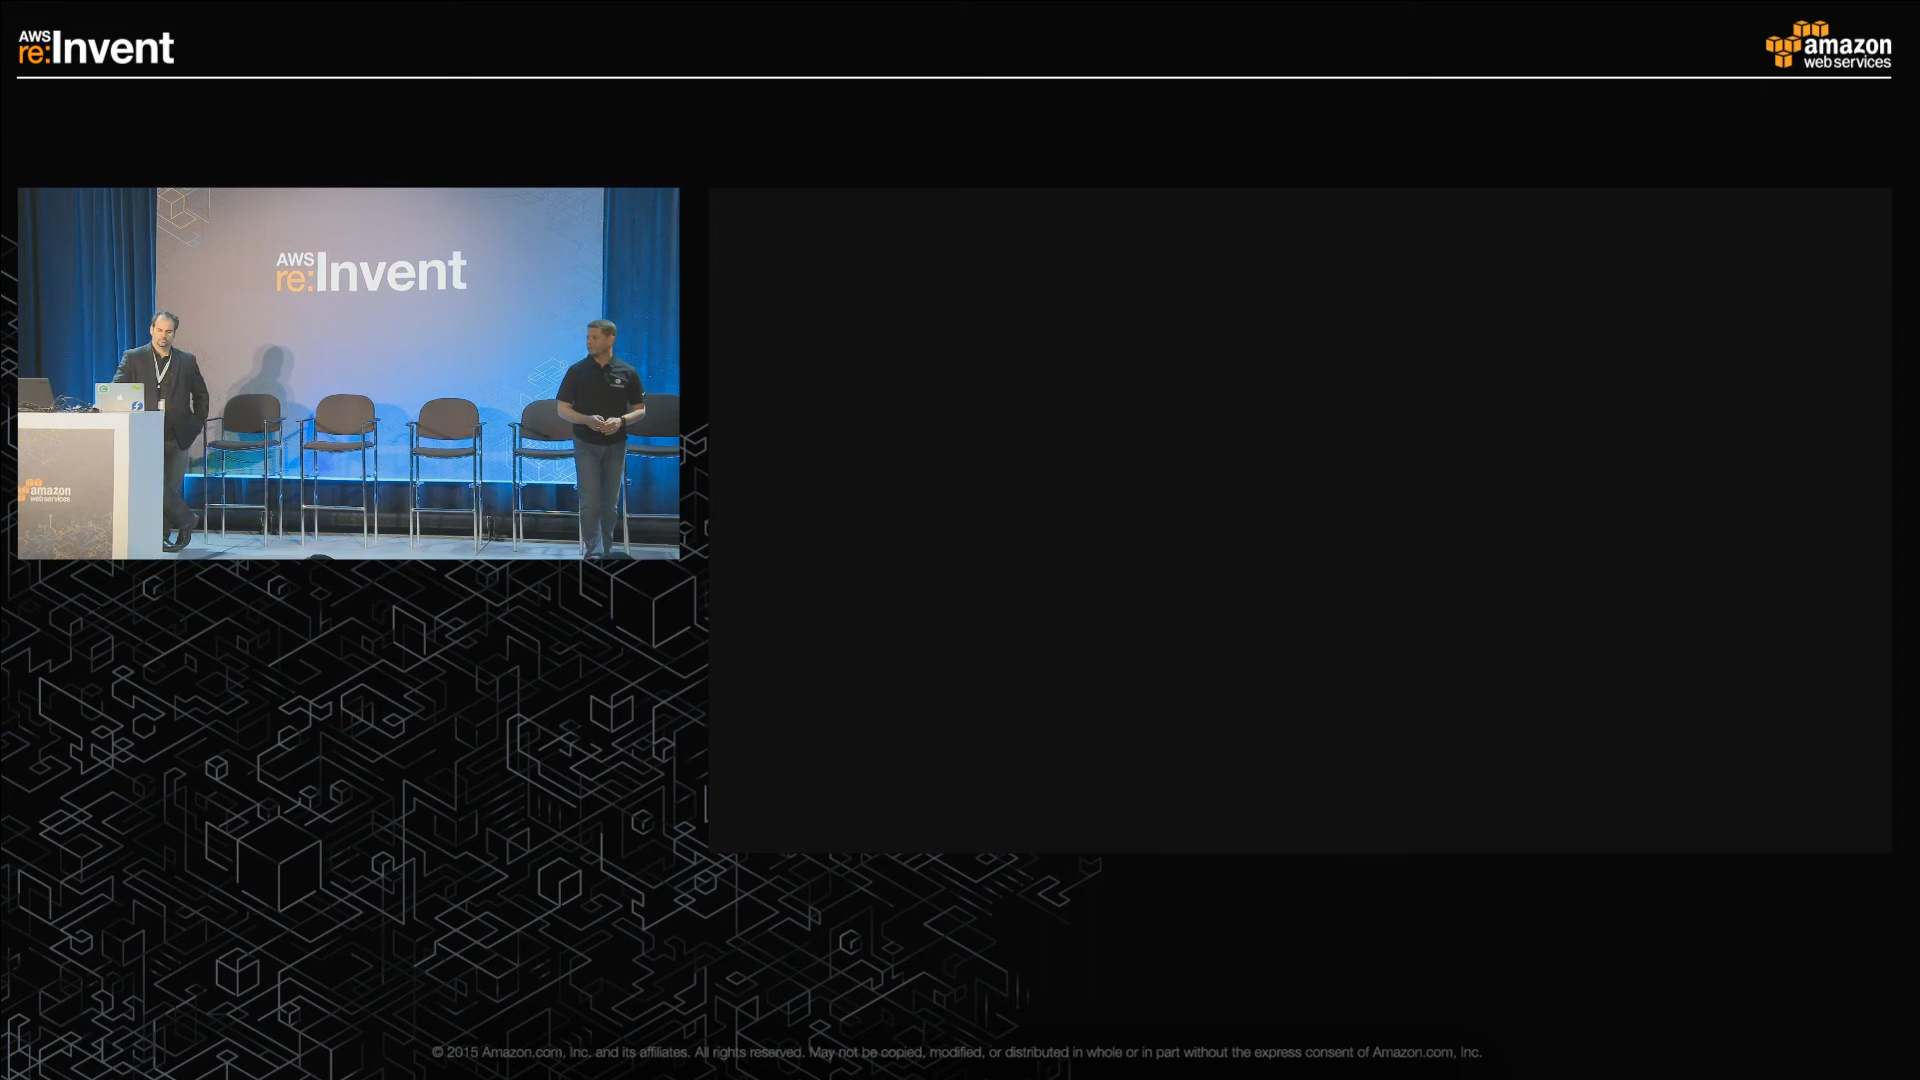 AWS
re:Invent
amazon
web services
AWS
re:Invent
amazon
web services
© 2015 Amazon.com, Inc. and its affiliates. All rights reserved. May not be copied, modified, or distributed in whole or in part without the express consent of Amazon.com, Inc.